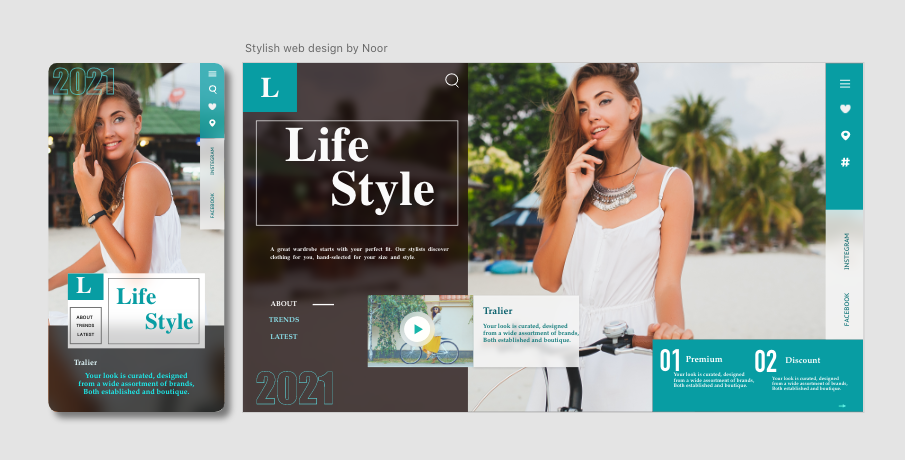 Stylish web design by Noor
2021
INSTEGRAM
FACEBOOK
L
Life
Style
ABOUT
TRENDS
LATEST
Tralier
Your look is curated, designed
from a wide assortment of brands,
Both established and boutique.
L
Life
Style
A great wardrobe starts with your perfect fit. Our stylists discover
clothing for you, hand-selected for your size and style.
ABOUT
TRENDS
LATEST
2021
Tralier
Your look is curated, designed
from a wide assortment of brands,
Both established and boutique.
#
INSTEGRAM
FACEBOOK
01 Premium
Your look is curated, designed
from a wide assortment of brands,
Both established and boutique.
02 Discount
Your look is curated, designed
from a wide assortment of brands,
Both established and boutique.